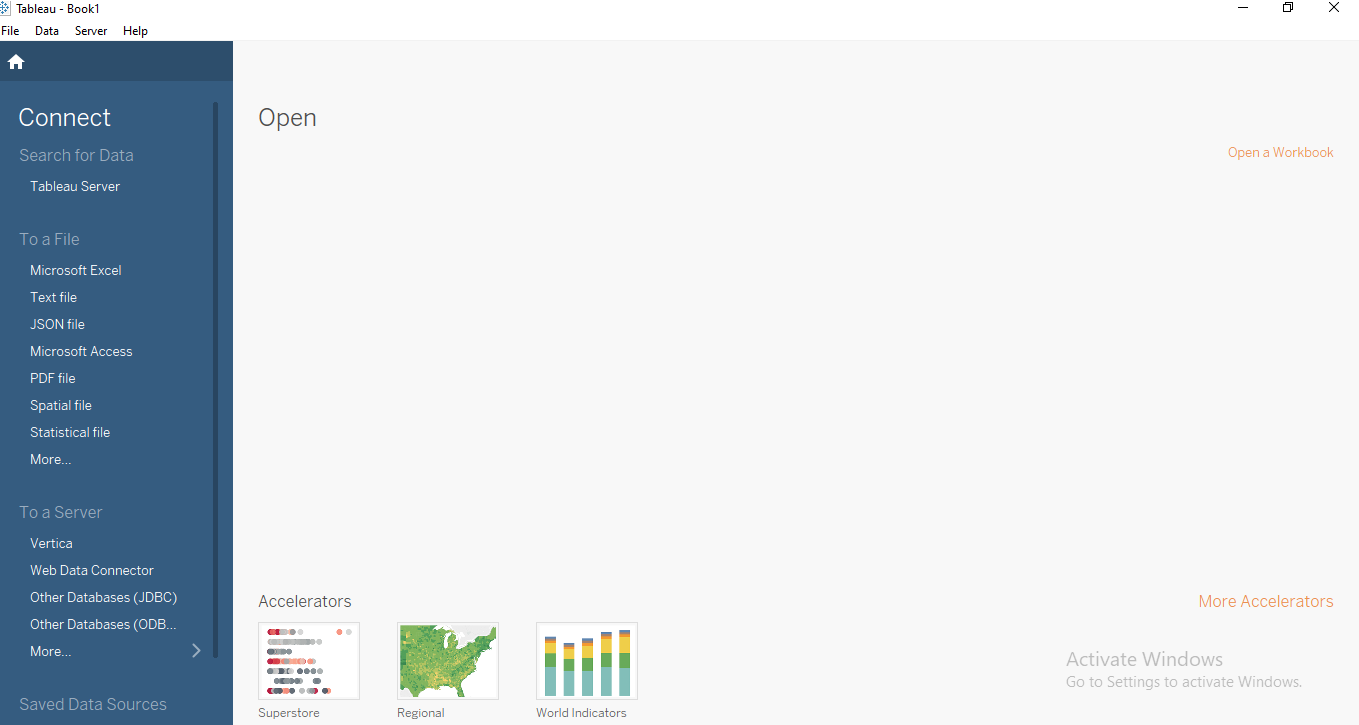 Tableau - Book1
File Data Server Help
Connect
Search for Data
Tableau Server
To a File
Microsoft Excel
Text file
JSON file
Microsoft Access
PDF file
Spatial file
Statistical file
More...
To a Server
Vertica
Web Data Connector
Other Databases (JDBC)
Other Databases (ODB...
More...
Saved Data Sources
Open
Open a Workbook
Accelerators
More Accelerators
Superstore
Regional
World Indicators
Activate Windows
Go to Settings to activate Windows.